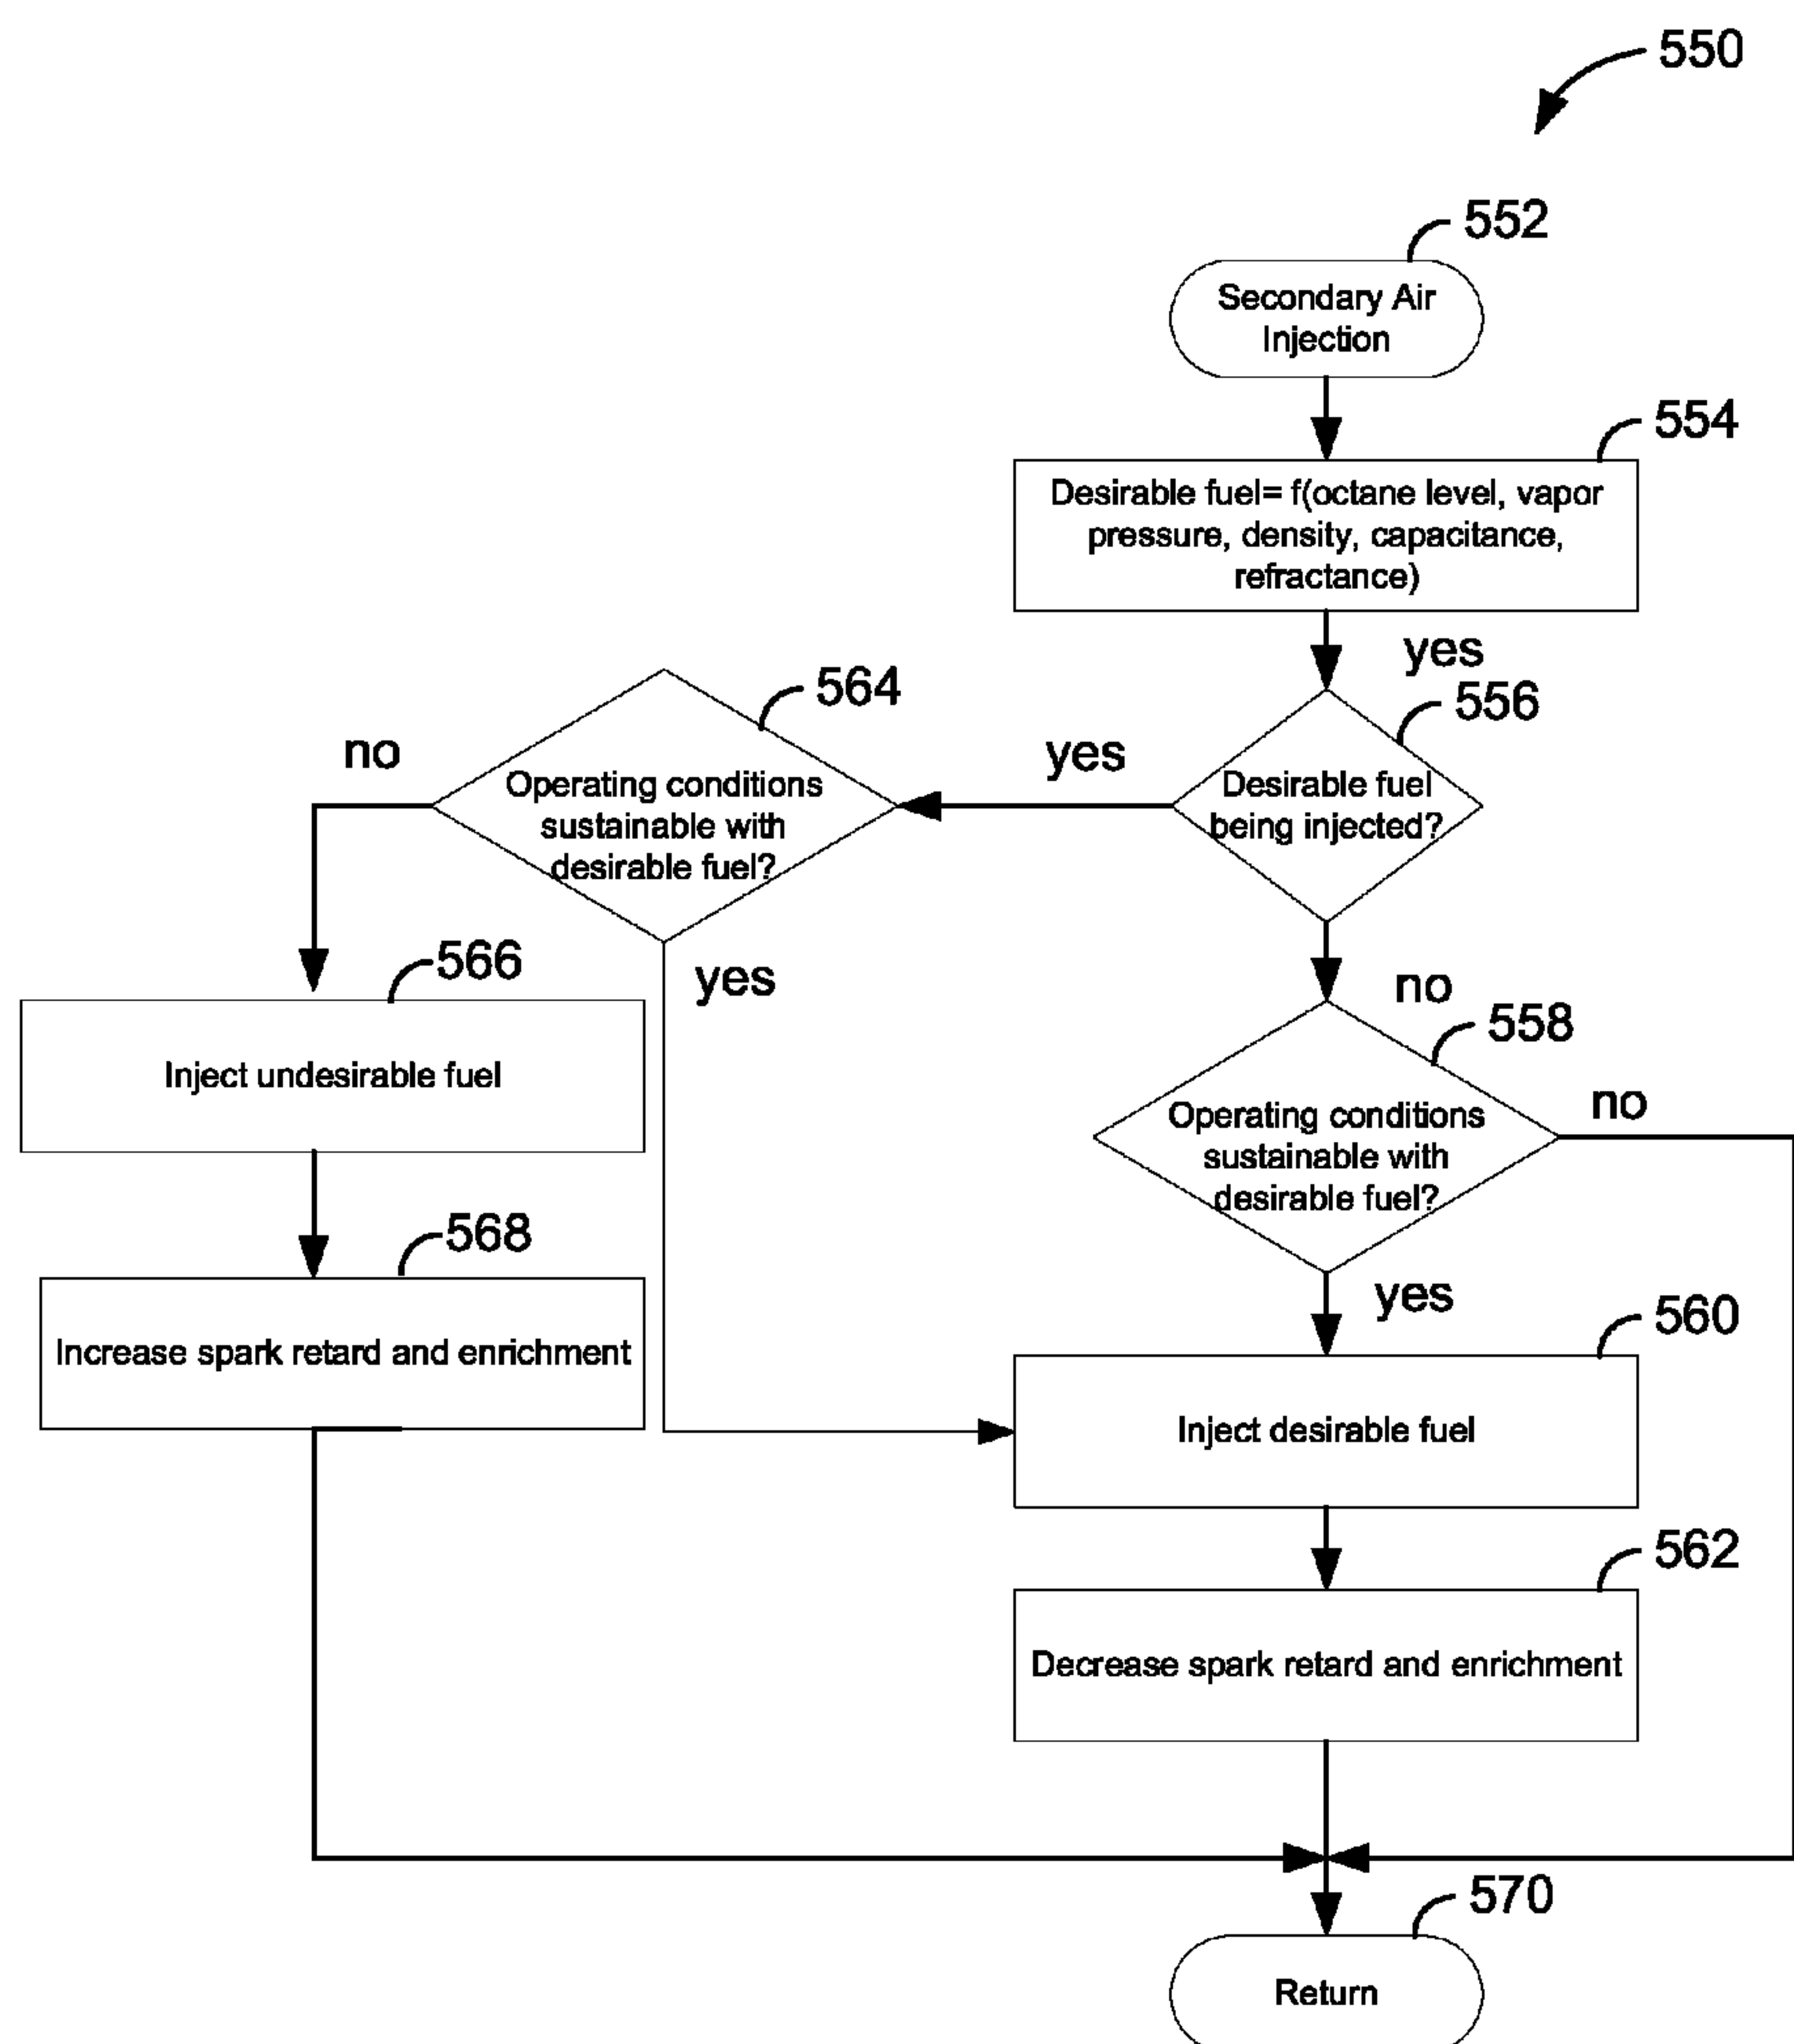 550
552
Secondary Air
Injection
554
Desirable fuel= f(octane level, vapor
pressure, density, capacitance,
refractance)
yes
556
Desirable fuel
being injected?
yes
564
Operating conditions
sustainable with
desirable fuel?
no
yes
566
Inject undesirable fuel
568
Increase spark retard and enrichment
no
558
Operating conditions
sustainable with
desirable fuel?
no
yes
560
Inject desirable fuel
562
Decrease spark retard and enrichment
570
Return